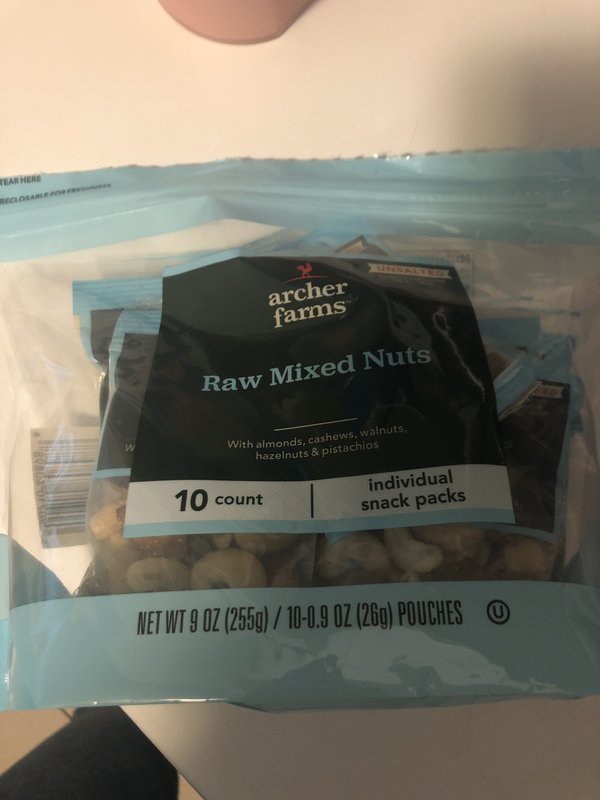 TEAR HERE
RECLOSABLE FOR FRESHNESS
UNSALTED
archer
farms™
Raw Mixed Nuts
With almonds, cashews, walnuts,
hazelnuts & pistachios
10 count
individual
snack packs
NET WT 9 OZ (255g) / 10-0.9 OZ (26g) POUCHES
U